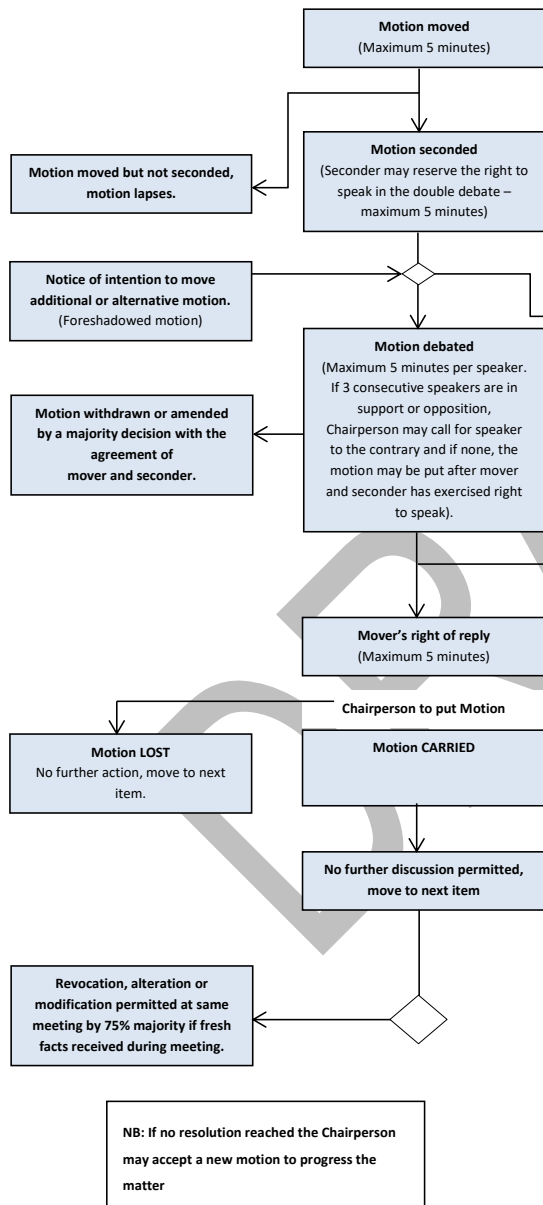 Motion moved
(Maximum 5 minutes)
Motion seconded
(Seconder may reserve the right to
speak in the double debate –
maximum 5 minutes)
Motion moved but not seconded,
motion lapses.
Notice of intention to move
additional or alternative motion.
(Foreshadowed motion)
Motion debated
(Maximum 5 minutes per speaker.
If 3 consecutive speakers are in
support or opposition,
Chairperson may call for speaker
to the contrary and if none, the
motion may be put after mover
and seconder has exercised right
to speak).
Motion withdrawn or amended
by a majority decision with the
agreement of
mover and seconder.
Mover’s right of reply
(Maximum 5 minutes)
Chairperson to put Motion
Motion LOST
No further action, move to next
item.
Motion CARRIED
No further discussion permitted,
move to next item
Revocation, alteration or
modification permitted at same
meeting by 75% majority if fresh
facts received during meeting.
NB: If no resolution reached the Chairperson
may accept a new motion to progress the
matter